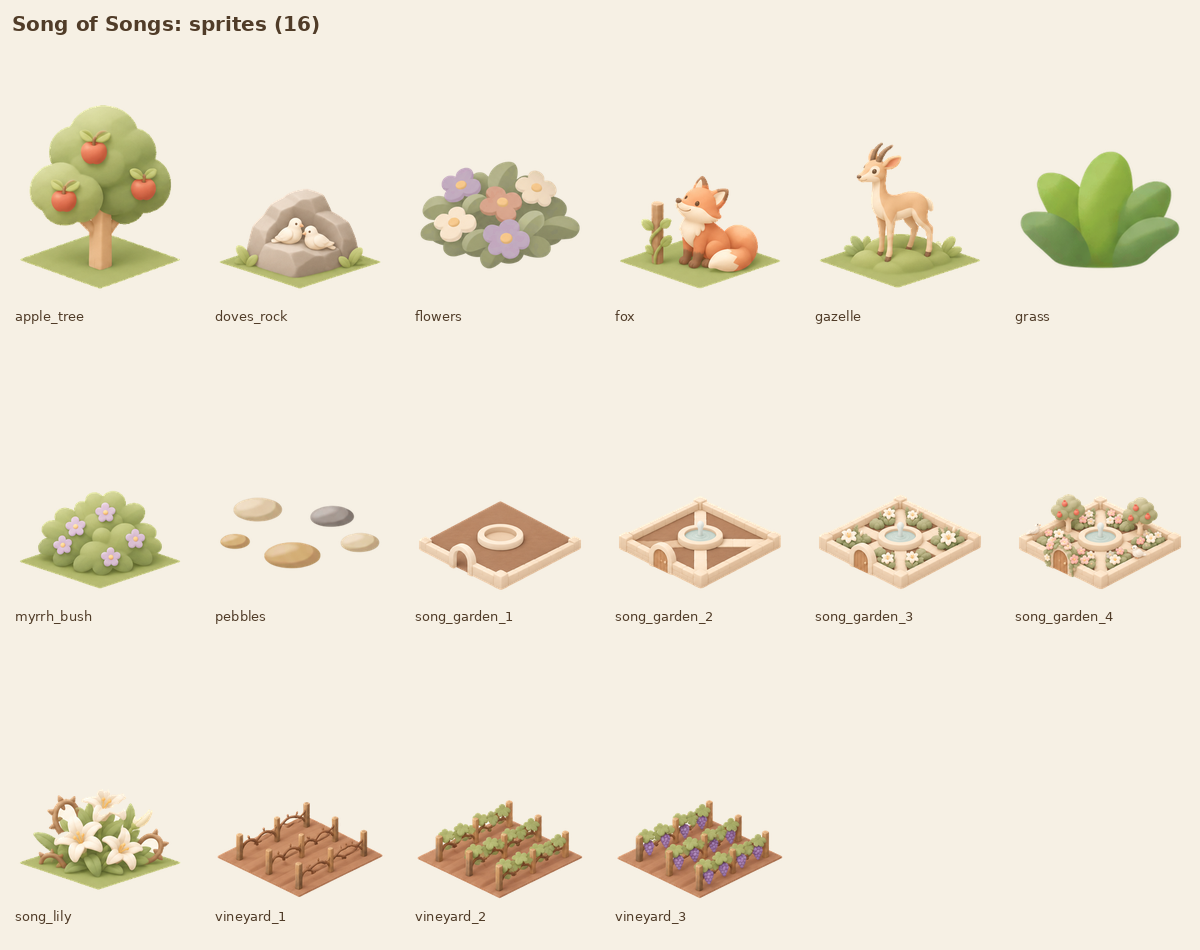 Song of Songs: sprites (16)
apple_tree
doves_rock
flowers
fox
gazelle
grass
myrrh_bush
pebbles
song_garden_1
song_garden_2
song_garden_3
song_garden_4
song_lily
vineyard_1
vineyard_2
vineyard_3